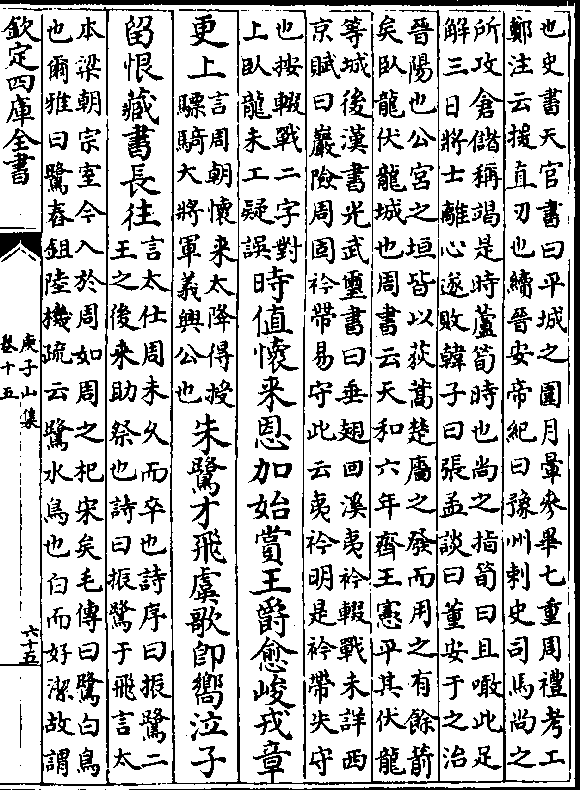 也史書天官書曰平城之圍月暈參畢七重周禮考工
鄭注云援直刃也續晉安帝紀曰豫州刺史司馬尚之
所攻倉儲稱竭是時蘆筍時也尚之指筍曰且噉此足
解三日將士離心遂敗韓子曰張孟談曰董安于之治
晉陽也公宮之垣皆以荻蒿楚廧之發而用之有餘箭
矣臥龍伏龍城也周書云天和六年齊王憲平其伏龍
等城後漢書光武璽書曰垂翅回溪夷衿輟戰未詳西
京賦曰巖險周固衿帶易守此云夷衿明是衿帶失守
也按輟戰二字對
上臥龍未工疑誤
時值懷来恩加始賞王爵愈峻戎章
更上
言周朝懷来太降得授
驃騎大將軍義興公也
朱鷺才飛虞歌卽嚮泣子
留恨藏書長往
言太仕周未久而卒也詩序曰振鷺二
王之後来助祭也詩曰振鷺于飛言太
本梁朝宗室今入於周如周之杞宋矣毛傳曰鷺白鳥
也爾雅曰鷺舂鉏陸機疏云鷺水鳥也白而好潔故謂
欽定四庫全書
庾子山集
卷十五
六十五